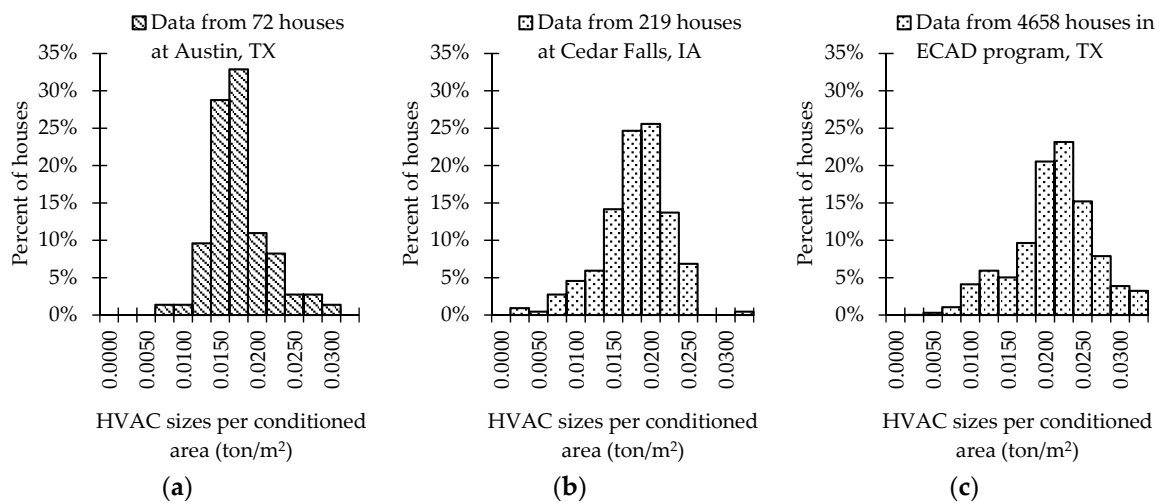 Data from 72 houses
at Austin, TX
35%
30%
25%
20%
15%
10%
5%
0%
Percent of houses
0.0000
0.0050
0.0100
0.0150
0.0200
0.0250
0.0300
HVAC sizes per conditioned
area (ton/m²)
(a)
Data from 219 houses
at Cedar Falls, IA
35%
30%
25%
20%
15%
10%
5%
0%
Percent of houses
0.0000
0.0050
0.0100
0.0150
0.0200
0.0250
0.0300
HVAC sizes per conditioned
area (ton/m²)
(b)
Data from 4658 houses in
ECAD program, TX
35%
30%
25%
20%
15%
10%
5%
0%
Percent of houses
0.0000
0.0050
0.0100
0.0150
0.0200
0.0250
0.0300
HVAC sizes per conditioned
area (ton/m²)
(c)